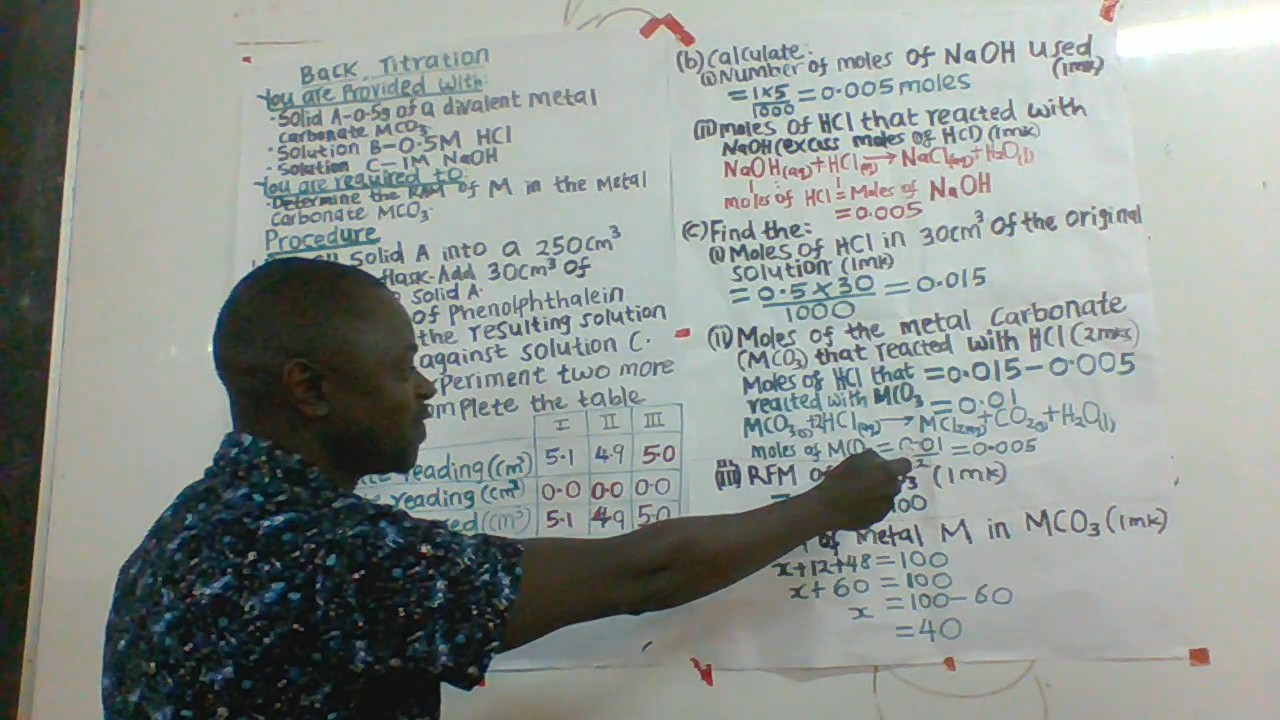 Back Titration
You are Provided with:
• Solid A-0.5g of a divalent metal
carbonate MCO₃
• Solution B-0.5M HCl
• Solution C-1M NaOH
You are required to:
-Determine the RAM of M in the Metal
Carbonate MCO₃.
Procedure
Solid A into a 250cm³
flask. Add 30cm³ of
solid A.
of Phenolphthalein
the resulting solution
against solution C.
experiment two more
complete the table
I II III
reading (cm³) 5.1 4.9 5.0
reading (cm³) 0.0 0.0 0.0
(cm³) 5.1 4.9 5.0
(b) Calculate:
(i) Number of moles of NaOH used
(1mk)
= 1×5/1000 = 0.005 moles
(ii) moles of HCl that reacted with
NaOH (excess moles of HCl) (1mk)
NaOH(aq) + HCl(aq) → NaCl(aq) + H₂O(l)
1 : 1
moles of HCl = Moles of NaOH
= 0.005
(c) Find the:
(i) Moles of HCl in 30cm³ of the original
solution (1mk)
= 0.5 × 30/1000 = 0.015
(ii) Moles of the metal carbonate
(MCO₃) that reacted with HCl (2mks)
Moles of HCl that = 0.015 - 0.005
reacted with MCO₃ = 0.01
MCO₃(s) + 2HCl(aq) → MCl₂(aq) + CO₂(g) + H₂O(l)
moles of MCO₃ = 0.01/2 = 0.005
(iii) RFM (1mk)
100
of metal M in MCO₃ (1mk)
x+12+48 = 100
x+60 = 100
x = 100-60
= 40